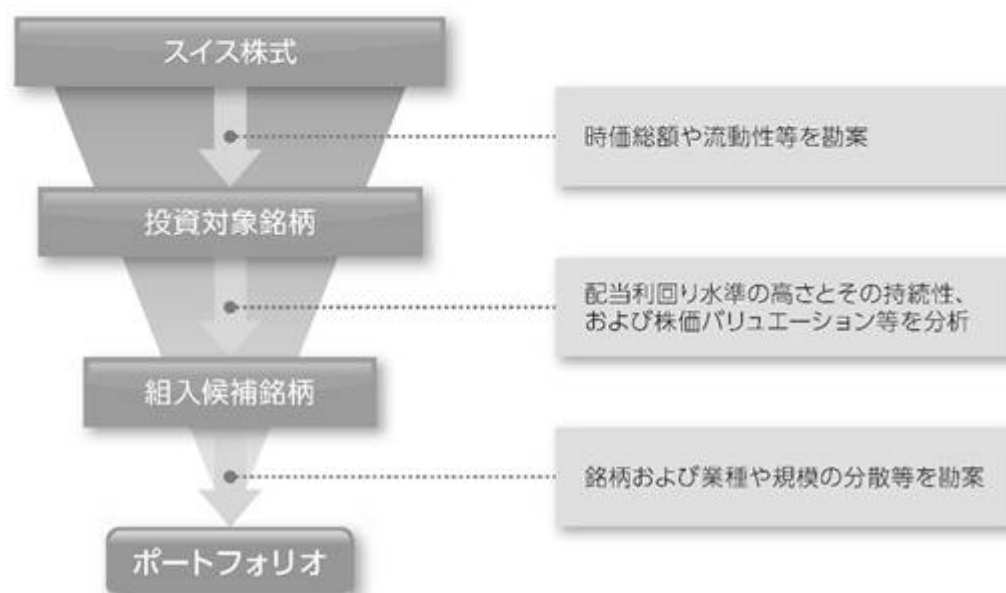 スイス株式
時価総額や流動性等を勘案
投資対象銘柄
配当利回り水準の高さとその持続性、
および株価バリュエーション等を分析
組入候補銘柄
銘柄および業種や規模の分散等を勘案
ポートフォリオ